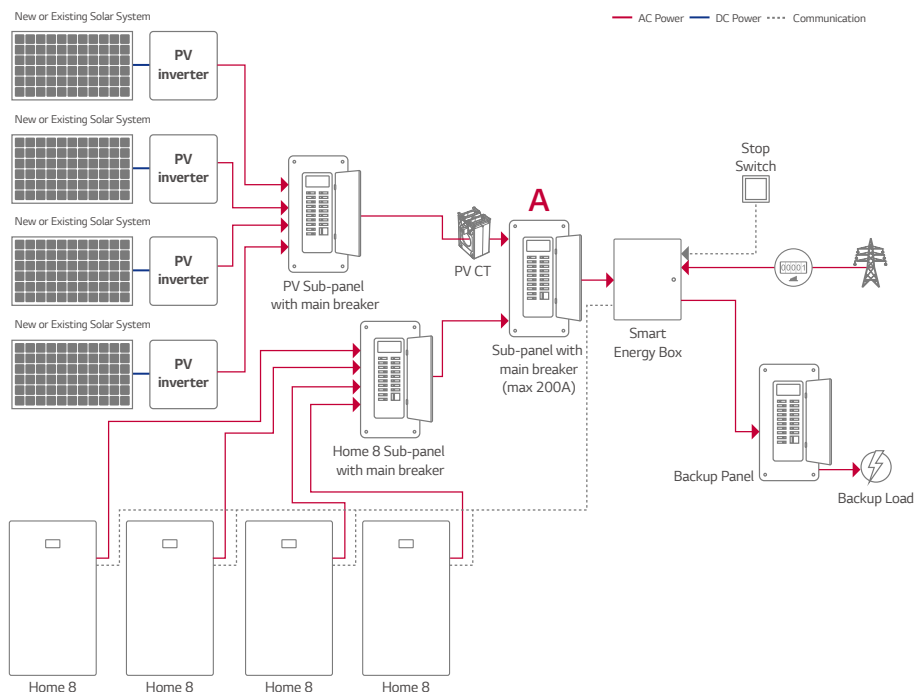 New or Existing Solar System
AC Power
DC Power
Communication
PV
inverter
New or Existing Solar System
PV
inverter
Stop
Switch
A
New or Existing Solar System
PV
inverter
00001
PV CT
PV Sub-panel
with main breaker
New or Existing Solar System
PV
inverter
Smart
Energy Box
Sub-panel with
main breaker
(max 200A)
Home 8 Sub-panel
with main breaker
Backup Panel
Backup Load
Home 8
Home 8
Home 8
Home 8